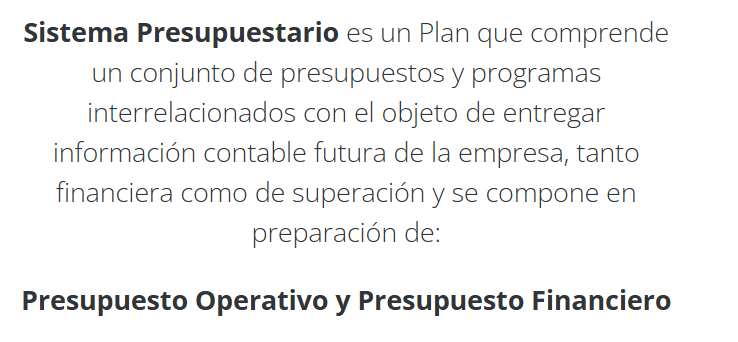 Sistema Presupuestario es un Plan que comprende
un conjunto de presupuestos y programas
interrelacionados con el objeto de entregar
información contable futura de la empresa, tanto
financiera como de superación y se compone en
preparación de:
Presupuesto Operativo y Presupuesto Financiero